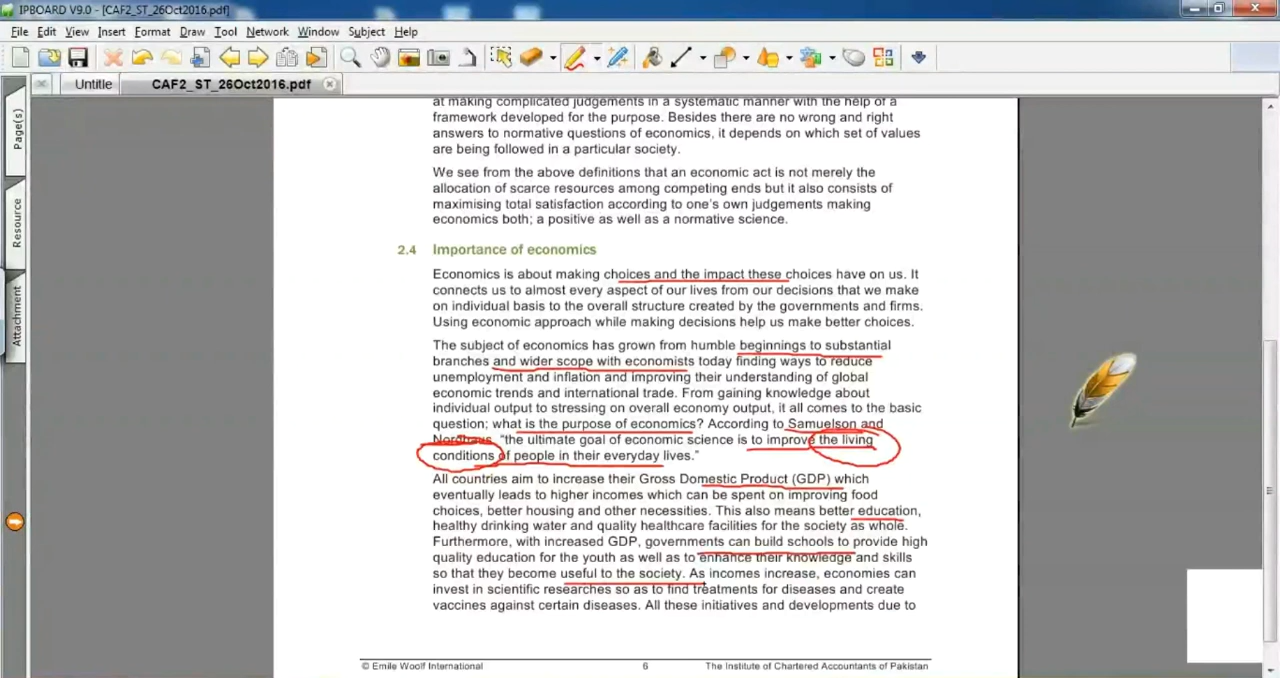 IPBOARD V9.0 - [CAF2_ST_26Oct2016.pdf]
File Edit View Insert Format Draw Tool Network Window Subject Help
Untitle CAF2_ST_26Oct2016.pdf
Page(s)
Resource
Attachment
at making complicated judgements in a systematic manner with the help of a
framework developed for the purpose. Besides there are no wrong and right
answers to normative questions of economics, it depends on which set of values
are being followed in a particular society.
We see from the above definitions that an economic act is not merely the
allocation of scarce resources among competing ends but it also consists of
maximising total satisfaction according to one's own judgements making
economics both; a positive as well as a normative science.
2.4 Importance of economics
Economics is about making choices and the impact these choices have on us. It
connects us to almost every aspect of our lives from our decisions that we make
on individual basis to the overall structure created by the governments and firms.
Using economic approach while making decisions help us make better choices.
The subject of economics has grown from humble beginnings to substantial
branches and wider scope with economists today finding ways to reduce
unemployment and inflation and improving their understanding of global
economic trends and international trade. From gaining knowledge about
individual output to stressing on overall economy output, it all comes to the basic
question; what is the purpose of economics? According to Samuelson and
Nordhaus, "the ultimate goal of economic science is to improve the living
conditions of people in their everyday lives."
All countries aim to increase their Gross Domestic Product (GDP) which
eventually leads to higher incomes which can be spent on improving food
choices, better housing and other necessities. This also means better education,
healthy drinking water and quality healthcare facilities for the society as whole.
Furthermore, with increased GDP, governments can build schools to provide high
quality education for the youth as well as to enhance their knowledge and skills
so that they become useful to the society. As incomes increase, economies can
invest in scientific researches so as to find treatments for diseases and create
vaccines against certain diseases. All these initiatives and developments due to
© Emile Woolf International 6 The Institute of Chartered Accountants of Pakistan